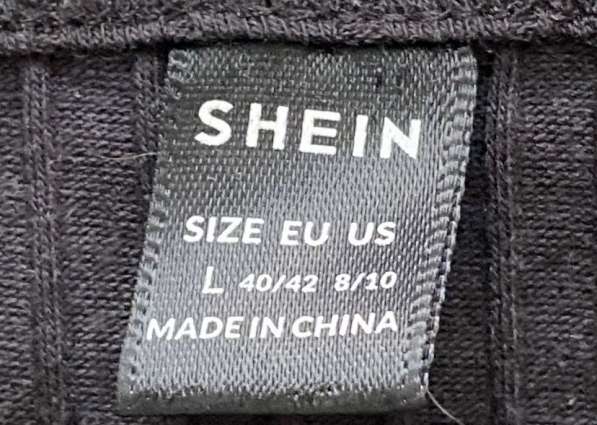 SHEIN
SIZE EU US
L 40/42 8/10
MADE IN CHINA